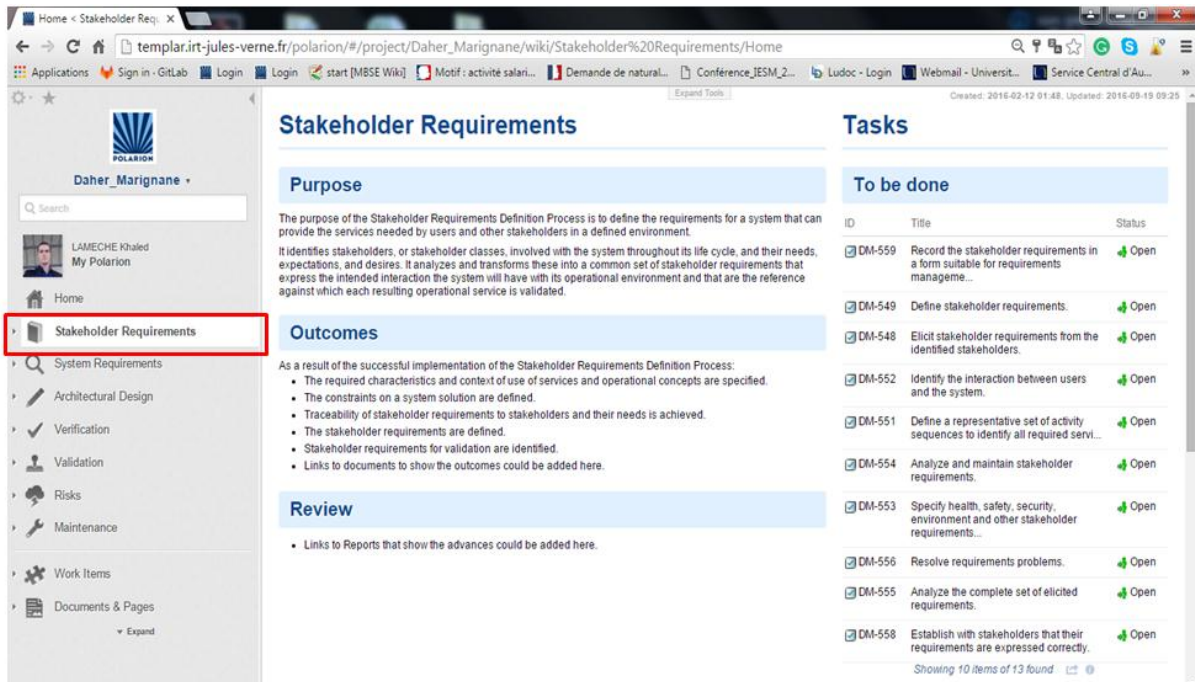 Home < Stakeholder Requ
templar.irt-jules-verne.fr/polarion/#/project/Daher_Marignane/wiki/Stakeholder%20Requirements/Home
Applications
Sign in · GitLab
Login
Login
start [MBSE Wiki]
Motif : activité salari...
Demande de natural...
Conférence_IESM_2...
Ludoc - Login
Webmail - Universit...
Service Central d'Au...
»
Expand Tools
Created: 2016-02-12 01:48, Updated: 2016-09-19 09:25
POLARION
Daher_Marignane
Search
LAMECHE Khaled
My Polarion
Home
Stakeholder Requirements
System Requirements
Architectural Design
Verification
Validation
Risks
Maintenance
Work Items
Documents & Pages
Expand
Stakeholder Requirements
Purpose
The purpose of the Stakeholder Requirements Definition Process is to define the requirements for a system that can
provide the services needed by users and other stakeholders in a defined environment.
It identifies stakeholders, or stakeholder classes, involved with the system throughout its life cycle, and their needs,
expectations, and desires. It analyzes and transforms these into a common set of stakeholder requirements that
express the intended interaction the system will have with its operational environment and that are the reference
against which each resulting operational service is validated.
Outcomes
As a result of the successful implementation of the Stakeholder Requirements Definition Process:
• The required characteristics and context of use of services and operational concepts are specified.
• The constraints on a system solution are defined.
• Traceability of stakeholder requirements to stakeholders and their needs is achieved.
• The stakeholder requirements are defined.
• Stakeholder requirements for validation are identified.
• Links to documents to show the outcomes could be added here.
Review
• Links to Reports that show the advances could be added here.
Tasks
To be done
ID Title Status
DM-559 Record the stakeholder requirements in Open
a form suitable for requirements
manageme...
DM-549 Define stakeholder requirements. Open
DM-548 Elicit stakeholder requirements from the Open
identified stakeholders.
DM-552 Identify the interaction between users Open
and the system.
DM-551 Define a representative set of activity Open
sequences to identify all required servi...
DM-554 Analyze and maintain stakeholder Open
requirements.
DM-553 Specify health, safety, security, Open
environment and other stakeholder
requirements...
DM-556 Resolve requirements problems. Open
DM-555 Analyze the complete set of elicited Open
requirements.
DM-558 Establish with stakeholders that their Open
requirements are expressed correctly.
Showing 10 items of 13 found